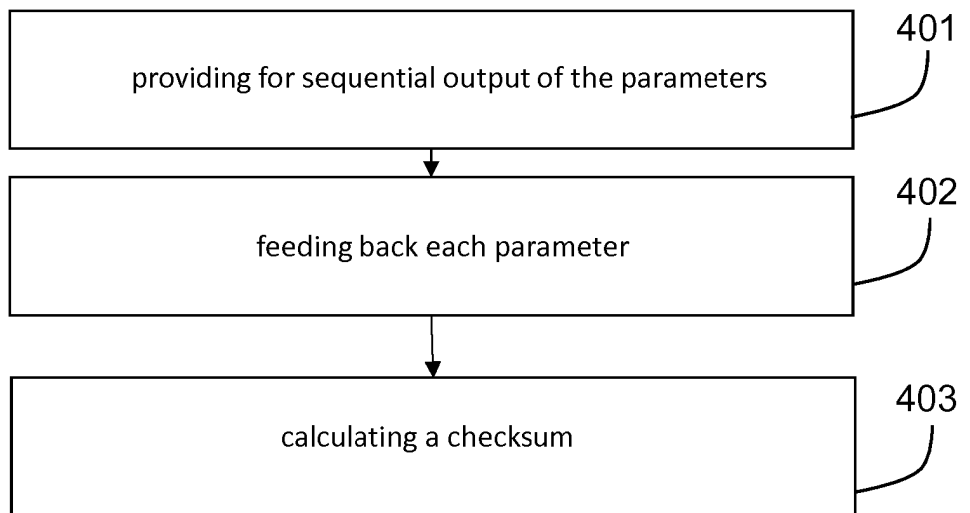 401
providing for sequential output of the parameters
402
feeding back each parameter
403
calculating a checksum